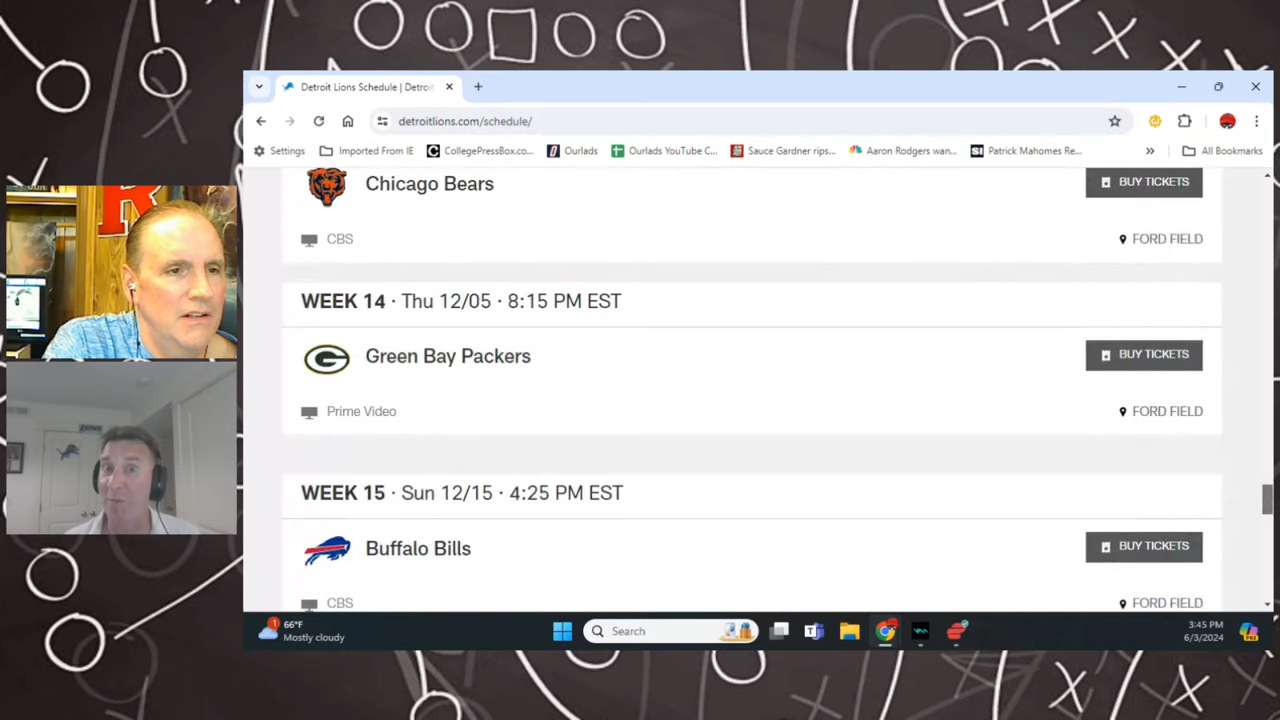 Detroit Lions Schedule | Detroit
detroitlions.com/schedule/
Settings Imported From IE CollegePressBox.co... Ourlads Ourlads YouTube C... Sauce Gardner rips... Aaron Rodgers wan... Patrick Mahomes Re... » All Bookmarks
Chicago Bears
BUY TICKETS
CBS
FORD FIELD
WEEK 14 · Thu 12/05 · 8:15 PM EST
Green Bay Packers
BUY TICKETS
Prime Video
FORD FIELD
WEEK 15 · Sun 12/15 · 4:25 PM EST
Buffalo Bills
BUY TICKETS
CBS
FORD FIELD
1
66°F
Mostly cloudy
Search
3:45 PM
6/3/2024